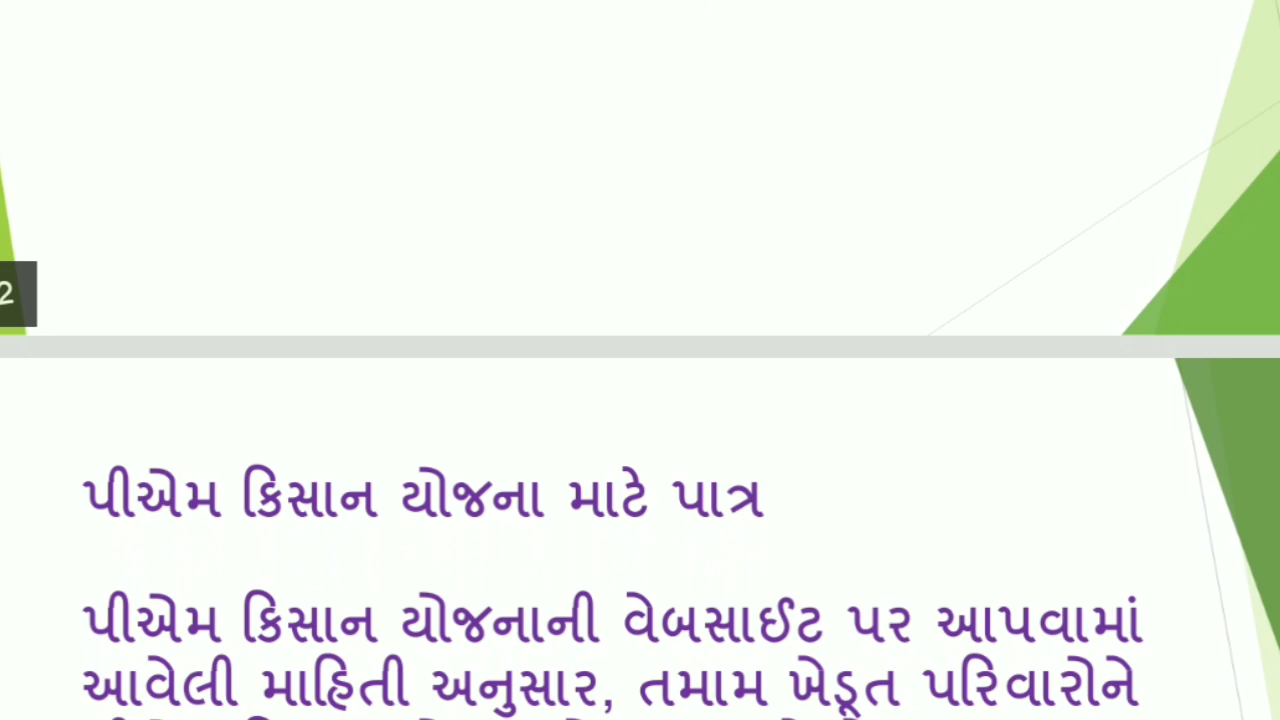 2
પીએમ કિસાન યોજના માટે પાત્ર
પીએમ કિસાન યોજનાની વેબસાઈટ પર આપવામાં
આવેલી માહિતી અનુસાર, તમામ ખેડૂત પરિવારોને